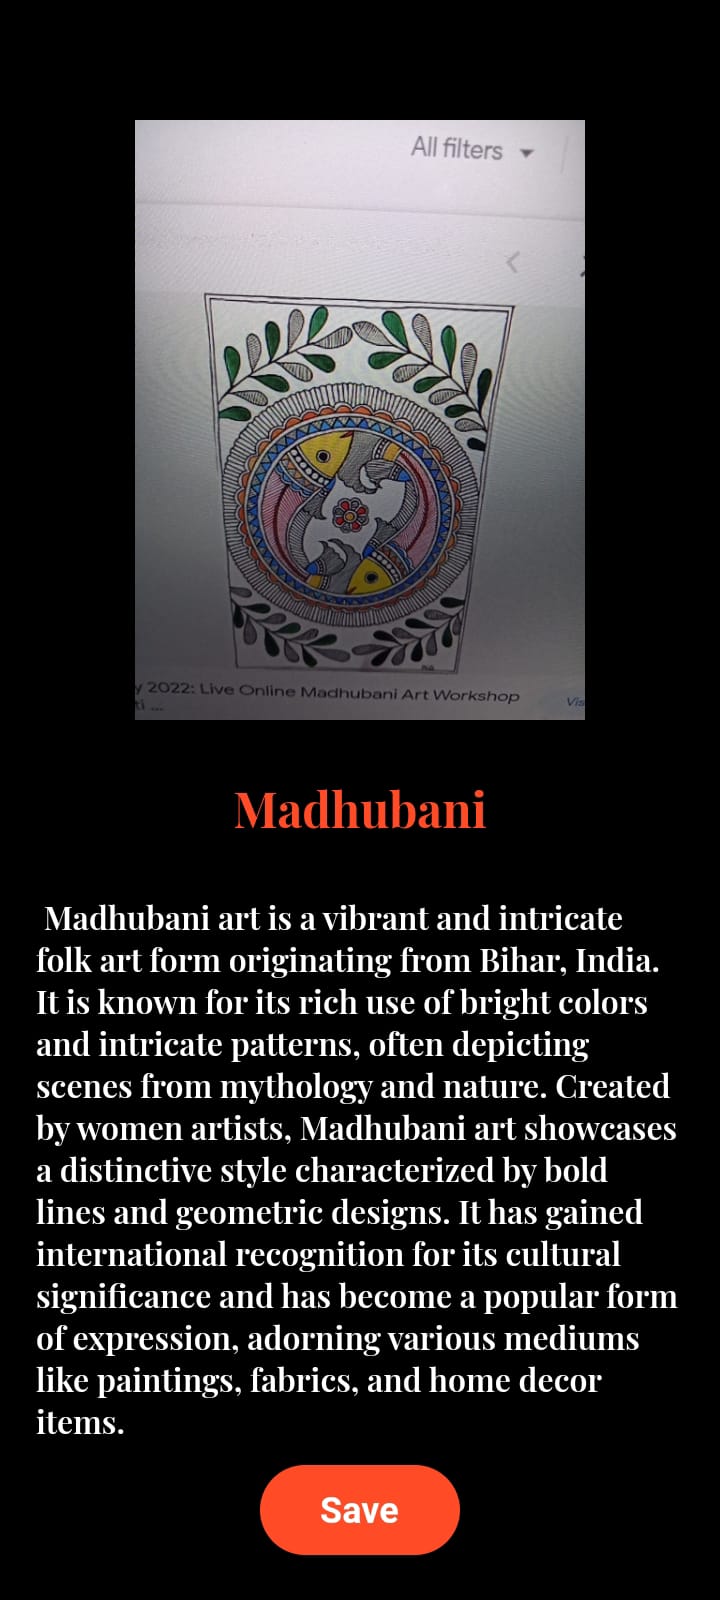 All filters
y 2022: Live Online Madhubani Art Workshop
ti ...
Vis
Madhubani
Madhubani art is a vibrant and intricate
folk art form originating from Bihar, India.
It is known for its rich use of bright colors
and intricate patterns, often depicting
scenes from mythology and nature. Created
by women artists, Madhubani art showcases
a distinctive style characterized by bold
lines and geometric designs. It has gained
international recognition for its cultural
significance and has become a popular form
of expression, adorning various mediums
like paintings, fabrics, and home decor
items.
Save